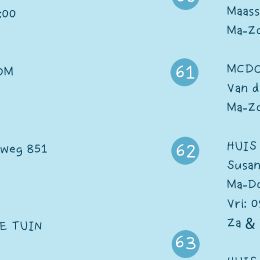 :00
OM
weg 851
E TUIN
Maass
Ma-Zo
61
MCDO
Van d
Ma-Zo
62
HUIS
Susan
Ma-Do
Vri: 0
Za &
63